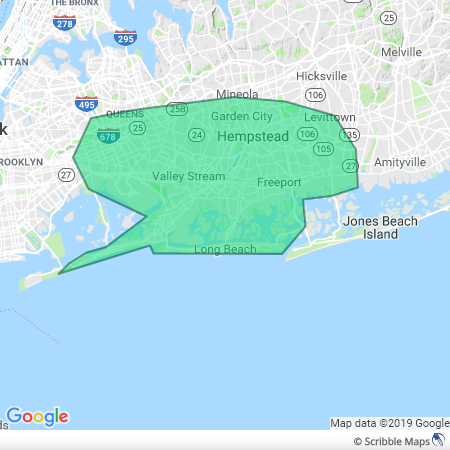 THE BRONX
278
25
295
ATTAN
Melville
Hicksville
495
Mineola
106
25B
QUEENS
Garden City
Levittown
k
678
25
24
Hempstead
106
135
105
ROOKLYN
27
Valley Stream
27
Amityville
Freeport
Jones Beach
Island
Long Beach
Google
ds
Map data ©2019 Google
© Scribble Maps